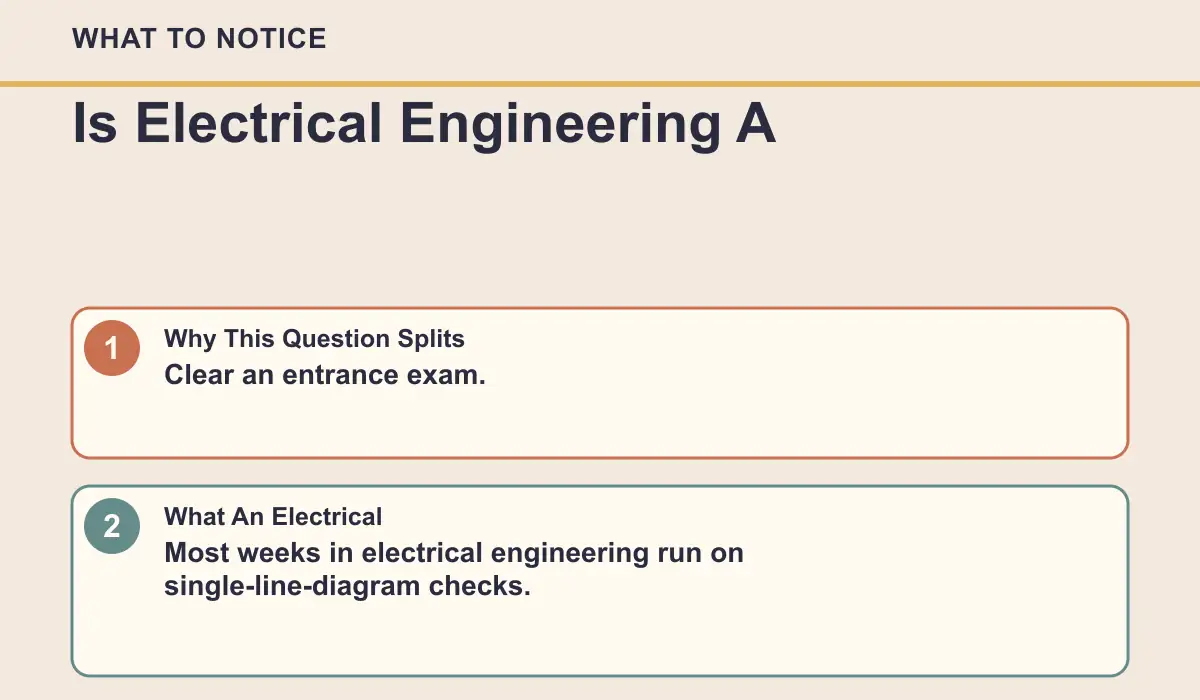 WHAT TO NOTICE
Is Electrical Engineering A
1
Why This Question Splits
Clear an entrance exam.
2
What An Electrical
Most weeks in electrical engineering run on
single-line-diagram checks.